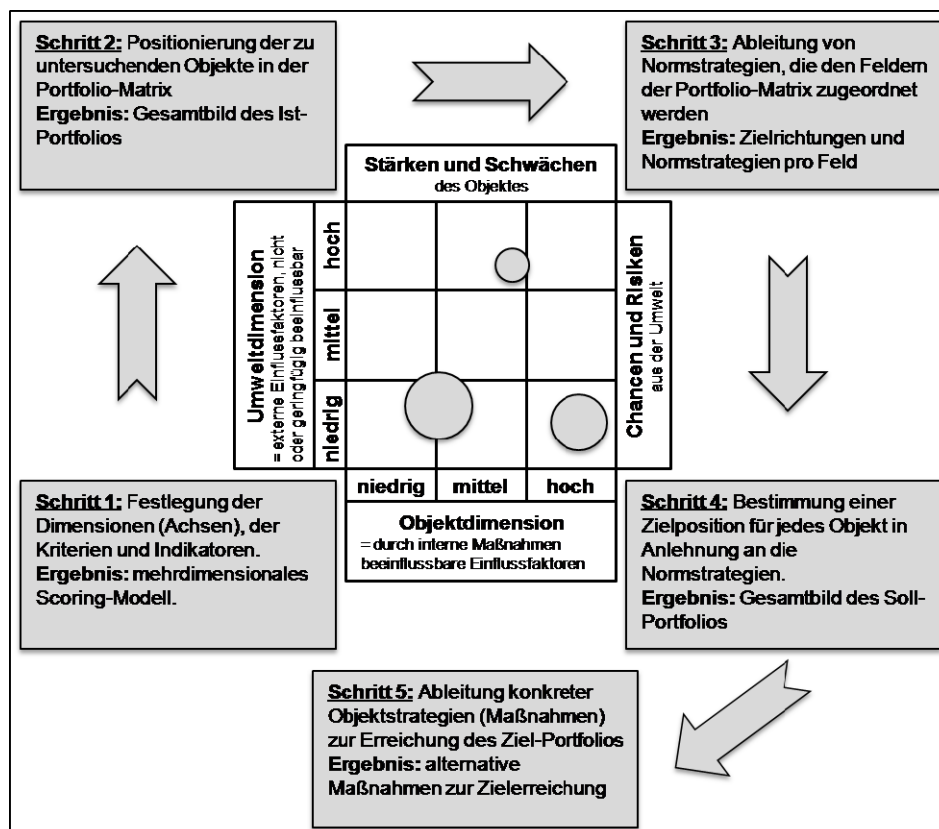 Schritt 2: Positionierung der zu
untersuchenden Objekte in der
Portfolio-Matrix
Ergebnis: Gesamtbild des Ist-
Portfolios
Schritt 3: Ableitung von
Normstrategien, die den Feldern
der Portfolio-Matrix zugeordnet
werden
Ergebnis: Zielrichtungen und
Normstrategien pro Feld
Stärken und Schwächen
des Objektes
Umweltdimension
= externe Einflussfaktoren, nicht
oder geringfügig beeinflussbar
hoch
mittel
niedrig
Chancen und Risiken
aus der Umwelt
niedrig
mittel
hoch
Objektdimension
= durch interne Maßnahmen
beeinflussbare Einflussfaktoren
Schritt 1: Festlegung der
Dimensionen (Achsen), der
Kriterien und Indikatoren.
Ergebnis: mehrdimensionales
Scoring-Modell.
Schritt 4: Bestimmung einer
Zielposition für jedes Objekt in
Anlehnung an die
Normstrategien.
Ergebnis: Gesamtbild des Soll-
Portfolios
Schritt 5: Ableitung konkreter
Objektstrategien (Maßnahmen)
zur Erreichung des Ziel-Portfolios
Ergebnis: alternative
Maßnahmen zur Zielerreichung